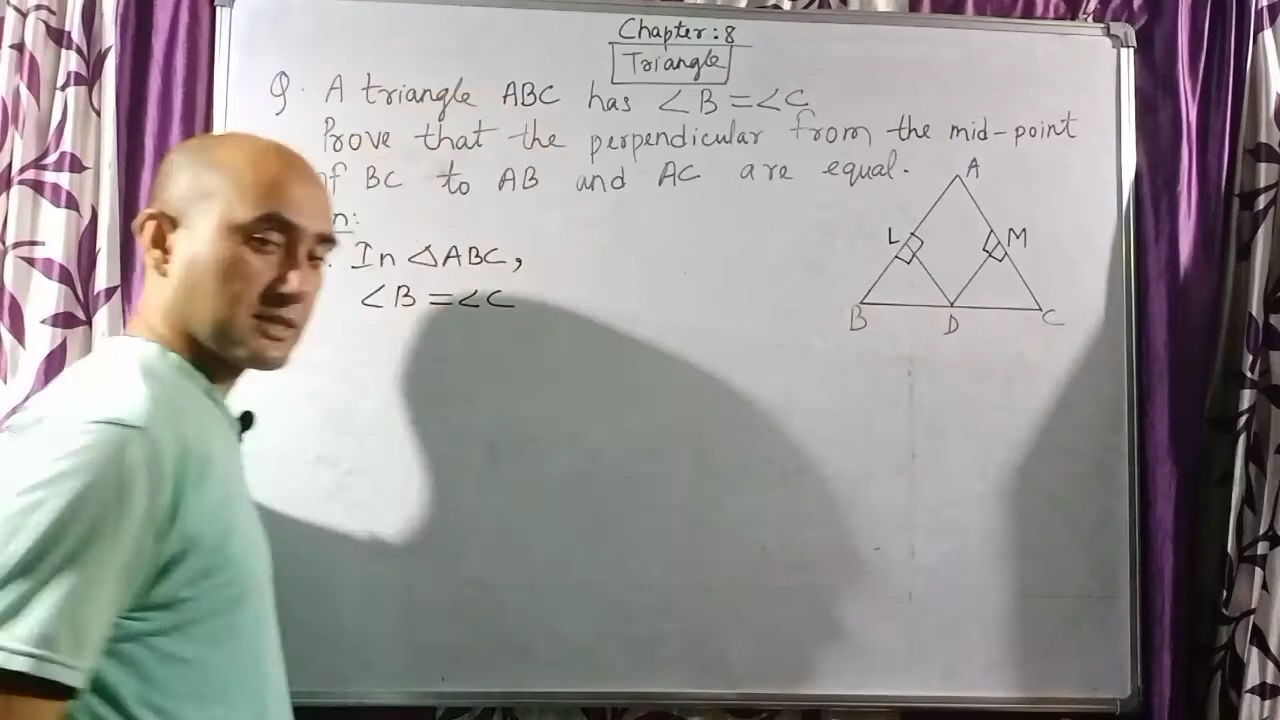 Chapter: 8
Triangle
Q. A triangle ABC has ∠B = ∠C
Prove that the perpendicular from the mid-point
of BC to AB and AC are equal.
In △ABC,
∠B = ∠C
A
L
M
B
D
C